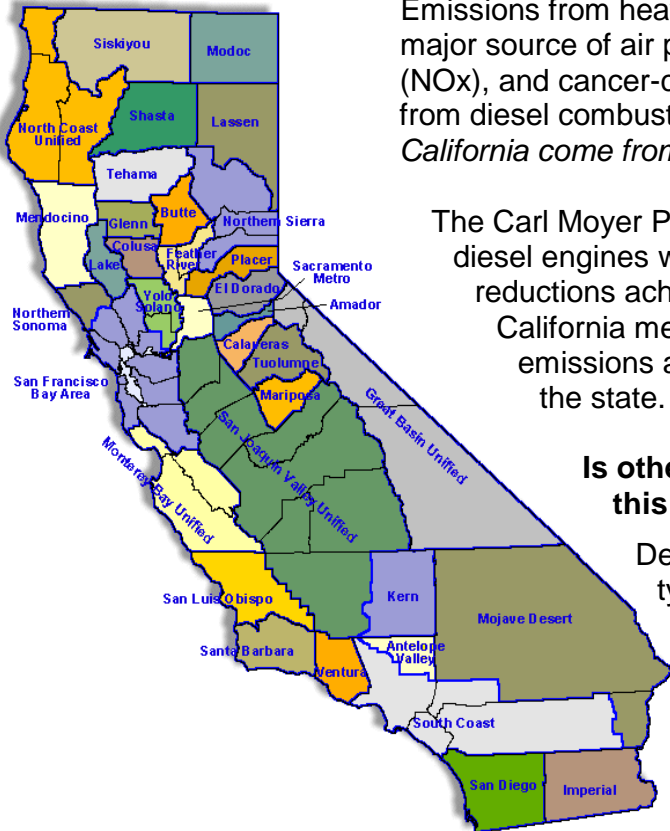 Emissions from hea
major source of air p
(NOx), and cancer-c
from diesel combust
California come from
The Carl Moyer P
diesel engines w
reductions ach
California me
emissions a
the state.
Is othe
this
De
ty
Siskiyou
Modoc
North Coast
Unified
Shasta
Lassen
Tehama
Mendocino
Glenn
Butte
Northern Sierra
Colusa
Lake
Feather
River
Placer
Sacramento
Metro
Yolo
Solano
El Dorado
Amador
Northern
Sonoma
Calaveras
Tuolumpe
San Francisco
Bay Area
Mariposa
Great Basin Unified
San Joaquin Valley Unified
Monterey Bay Unified
San Luis Obispo
Kern
Mojave Desert
Santa Barbara
Ventura
Antelope
Valley
South Coast
San Diego
Imperial